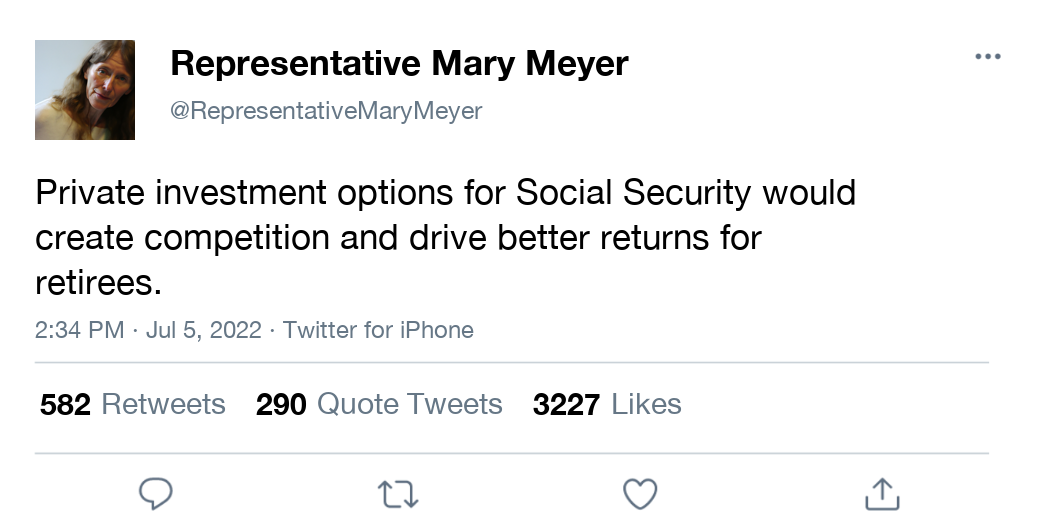 Representative Mary Meyer
@RepresentativeMaryMeyer
Private investment options for Social Security would
create competition and drive better returns for
retirees.
2:34 PM · Jul 5, 2022 · Twitter for iPhone
582 Retweets 290 Quote Tweets 3227 Likes